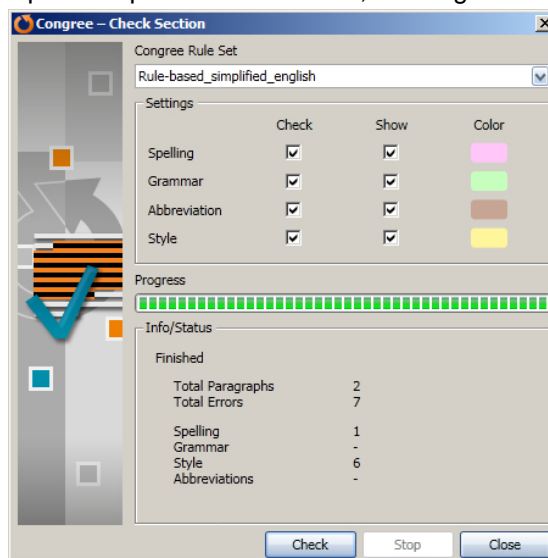 Congree – Check Section
Congree Rule Set
Rule-based_simplified_english
Settings
Check Show Color
Spelling
Grammar
Abbreviation
Style
Progress
Info/Status
Finished
Total Paragraphs 2
Total Errors 7
Spelling 1
Grammar -
Style 6
Abbreviations -
Check Stop Close